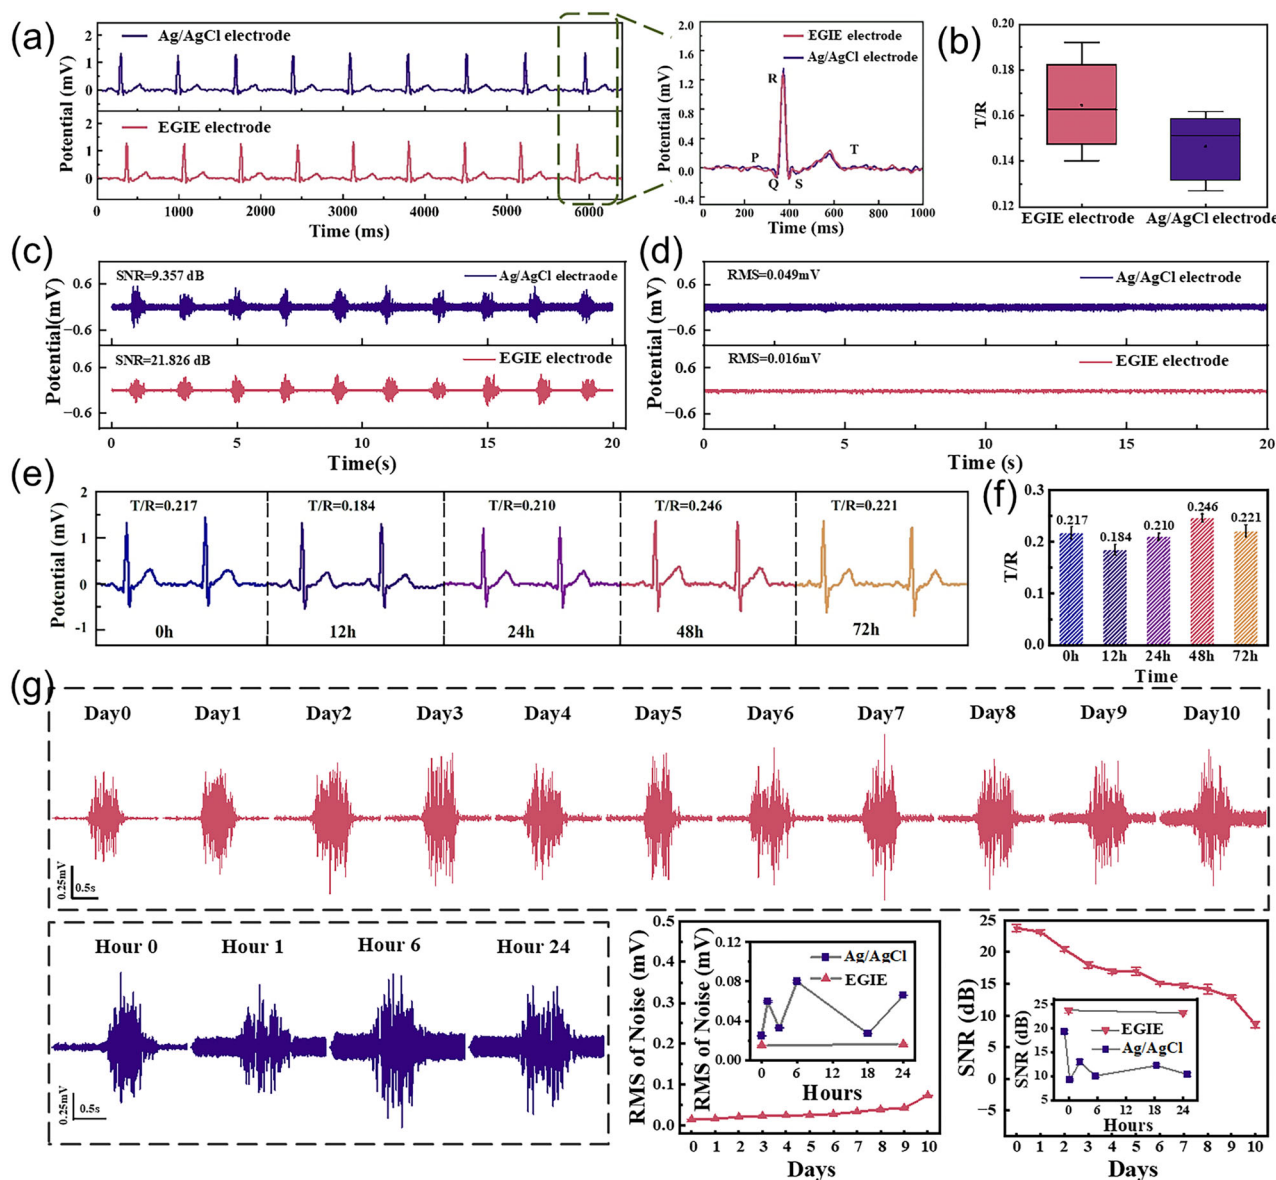 (a)
Potential (mV)
2
1
0
Ag/AgCl electrode
Potential (mV)
2
1
0
EGIE electrode
0 1000 2000 3000 4000 5000 6000
Time (ms)
Potential (mV)
2.0
1.6
1.2
0.8
0.4
0.0
-0.4
EGIE electrode
Ag/AgCl electrode
R
P
T
Q
S
0 200 400 600 800 1000
Time (ms)
(b)
T/R
0.20
0.18
0.16
0.14
0.12
EGIE electrode Ag/AgCl electrode
(c)
Potential(mV)
0.6
0
−0.6
SNR=9.357 dB
Ag/AgCl electraode
0.6
0
−0.6
SNR=21.826 dB
EGIE electrode
0 5 10 15 20
Time(s)
(d)
Potential (mV)
0.6
0
−0.6
RMS=0.049mV
Ag/AgCl electrode
0.6
0
−0.6
RMS=0.016mV
EGIE electrode
0 5 10 15 20
Time (s)
(e)
Potential (mV)
2
1
0
-1
T/R=0.217 T/R=0.184 T/R=0.210 T/R=0.246 T/R=0.221
0h 12h 24h 48h 72h
(f)
T/R
0.3
0.2
0.1
0.0
0.217
0.184
0.210
0.246
0.221
0h 12h 24h 48h 72h
Time
(g)
Day0 Day1 Day2 Day3 Day4 Day5 Day6 Day7 Day8 Day9 Day10
0.25mV
0.5s
Hour 0 Hour 1 Hour 6 Hour 24
0.25mV
0.5s
RMS of Noise (mV)
0.5
0.4
0.3
0.2
0.1
0.0
RMS of Noise (mV)
0.12
0.08
0.04
0.00
Ag/AgCl
EGIE
0 6 12 18 24
Hours
0 1 2 3 4 5 6 7 8 9 10
Days
SNR (dB)
25
20
15
10
5
0
−5
SNR (dB)
25
20
15
10
5
EGIE
Ag/AgCl
0 6 12 18 24
Hours
0 1 2 3 4 5 6 7 8 9 10
Days